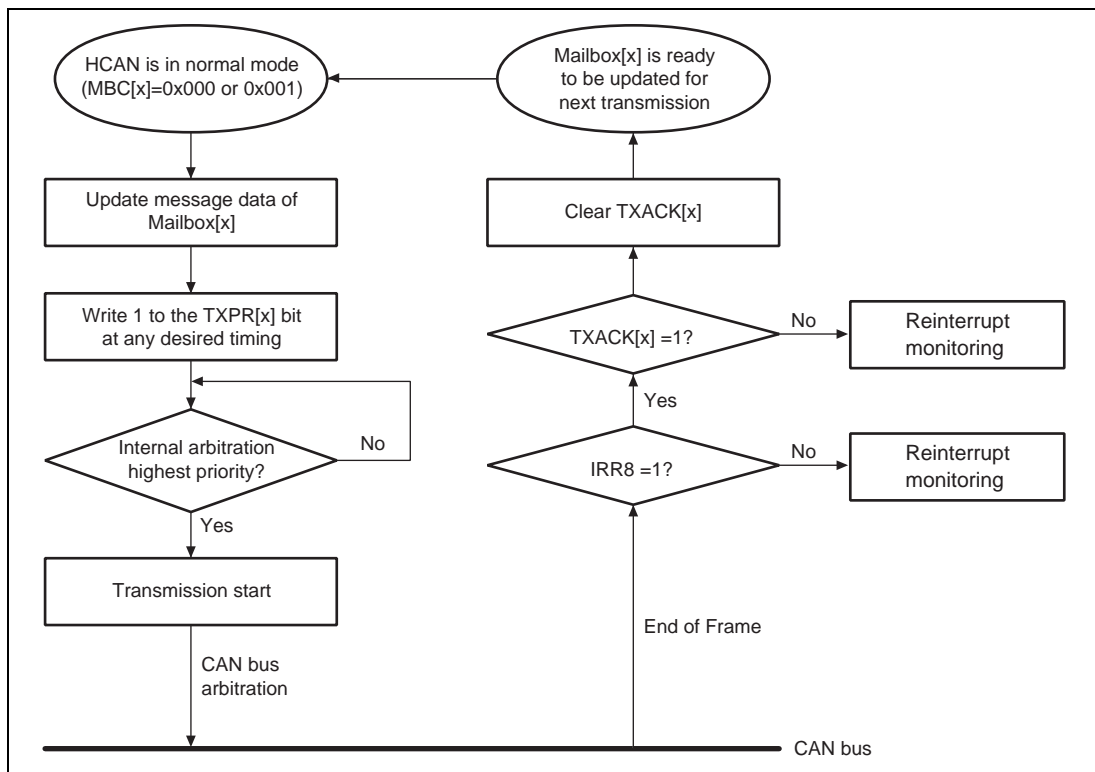 HCAN is in normal mode
(MBC[x]=0x000 or 0x001)
Update message data of
Mailbox[x]
Write 1 to the TXPR[x] bit
at any desired timing
Internal arbitration
highest priority?
No
Yes
Transmission start
CAN bus
arbitration
Mailbox[x] is ready
to be updated for
next transmission
Clear TXACK[x]
TXACK[x] =1?
No
Reinterrupt
monitoring
Yes
IRR8 =1?
No
Reinterrupt
monitoring
End of Frame
CAN bus